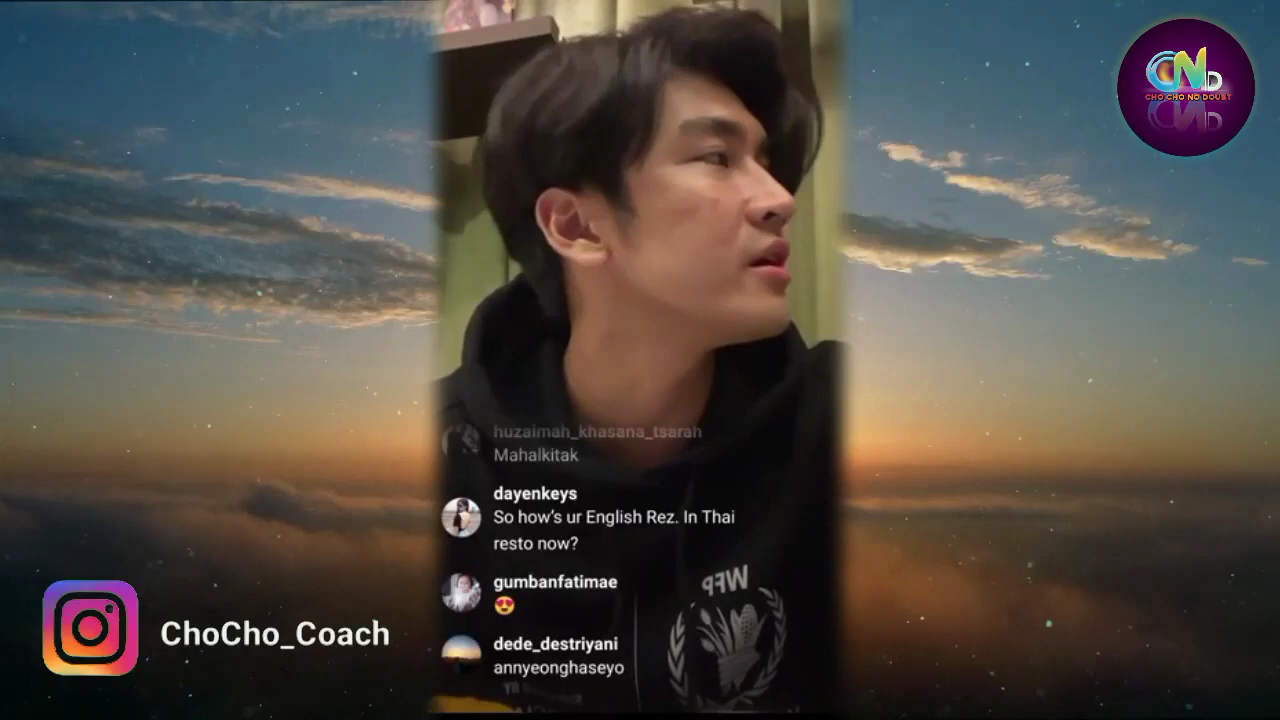 CND
CHO CHO NO DOUBT
huzaimah_khasana_tsarah
Mahalkitak
dayenkeys
So how's ur English Rez. In Thai
resto now?
gumbanfatimae
😍
dede_destriyani
annyeonghaseyo
WFP
ChoCho_Coach